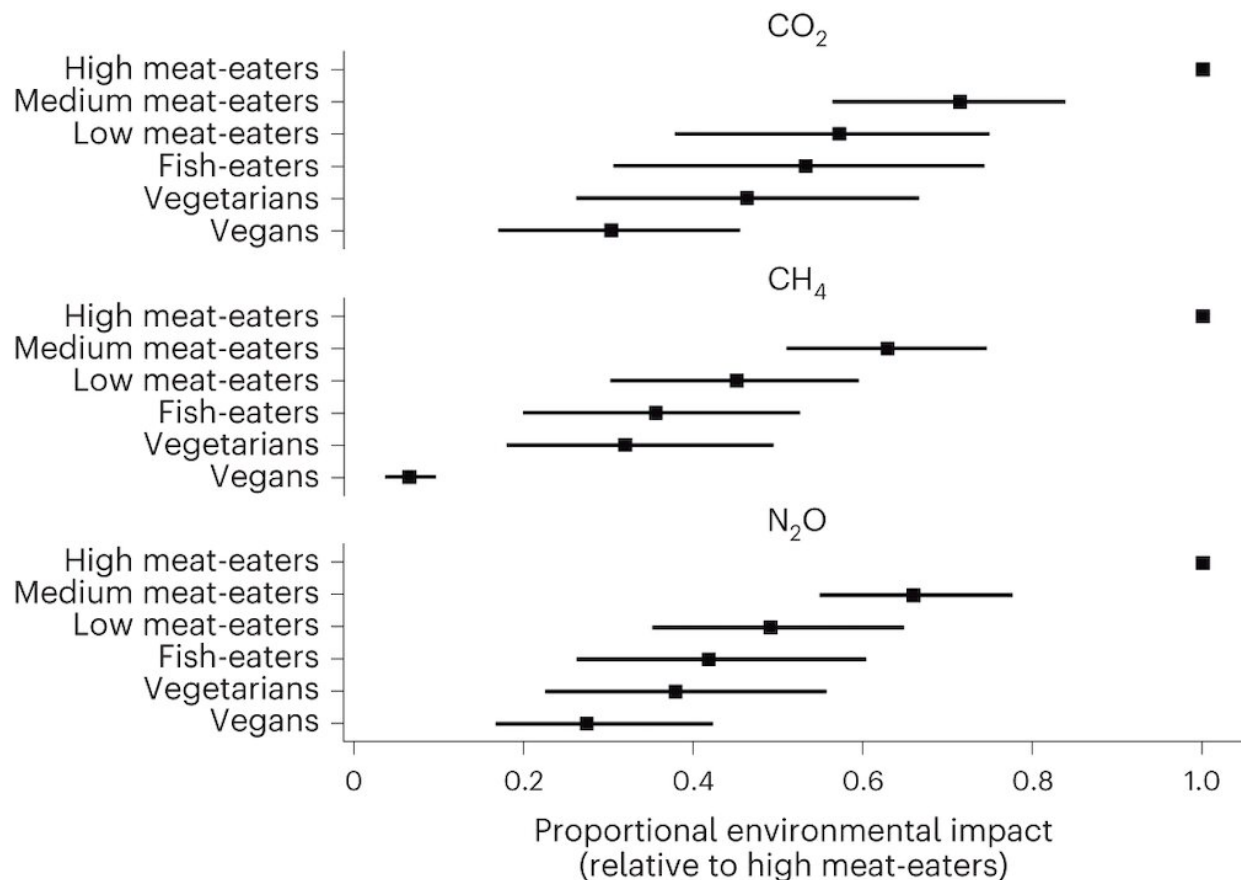 CO₂
High meat-eaters
Medium meat-eaters
Low meat-eaters
Fish-eaters
Vegetarians
Vegans
CH₄
High meat-eaters
Medium meat-eaters
Low meat-eaters
Fish-eaters
Vegetarians
Vegans
N₂O
High meat-eaters
Medium meat-eaters
Low meat-eaters
Fish-eaters
Vegetarians
Vegans
0 0.2 0.4 0.6 0.8 1.0
Proportional environmental impact
(relative to high meat-eaters)